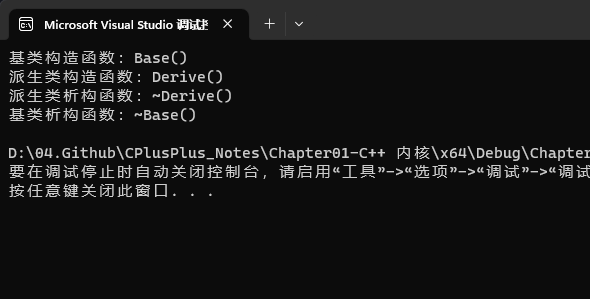 Microsoft Visual Studio 调试
基类构造函数：Base()
派生类构造函数：Derive()
派生类析构函数：~Derive()
基类析构函数：~Base()
D:\04.Github\CPlusPlus_Notes\Chapter01-C++ 内核\x64\Debug\Chapter
要在调试停止时自动关闭控制台，请启用“工具”->“选项”->“调试”->“调试
按任意键关闭此窗口. . .